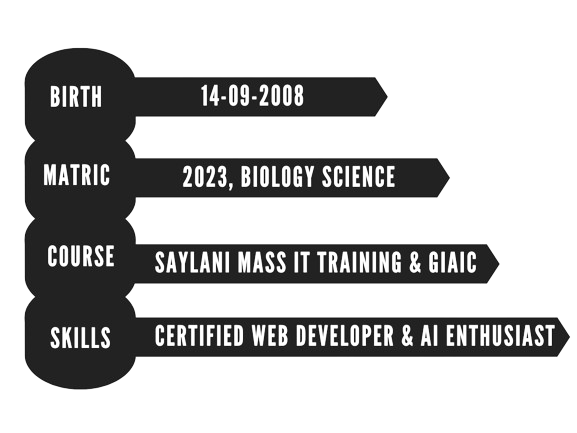 BIRTH 14-09-2008
MATRIC 2023, BIOLOGY SCIENCE
COURSE SAYLANI MASS IT TRAINING & GIAIC
SKILLS CERTIFIED WEB DEVELOPER & AI ENTHUSIAST